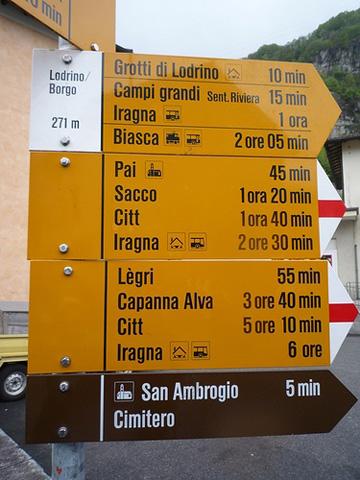 10 min
Lodrino/
Borgo
271 m
Grotti di Lodrino 10 min
Campi grandi Sent. Riviera 15 min
Iragna 1 ora
Biasca 2 ore 05 min
Pai 45 min
Sacco 1 ora 20 min
Citt 1 ora 40 min
Iragna 2 ore 30 min
Lègri 55 min
Capanna Alva 3 ore 40 min
Citt 5 ore 10 min
Iragna 6 ore
San Ambrogio 5 min
Cimitero